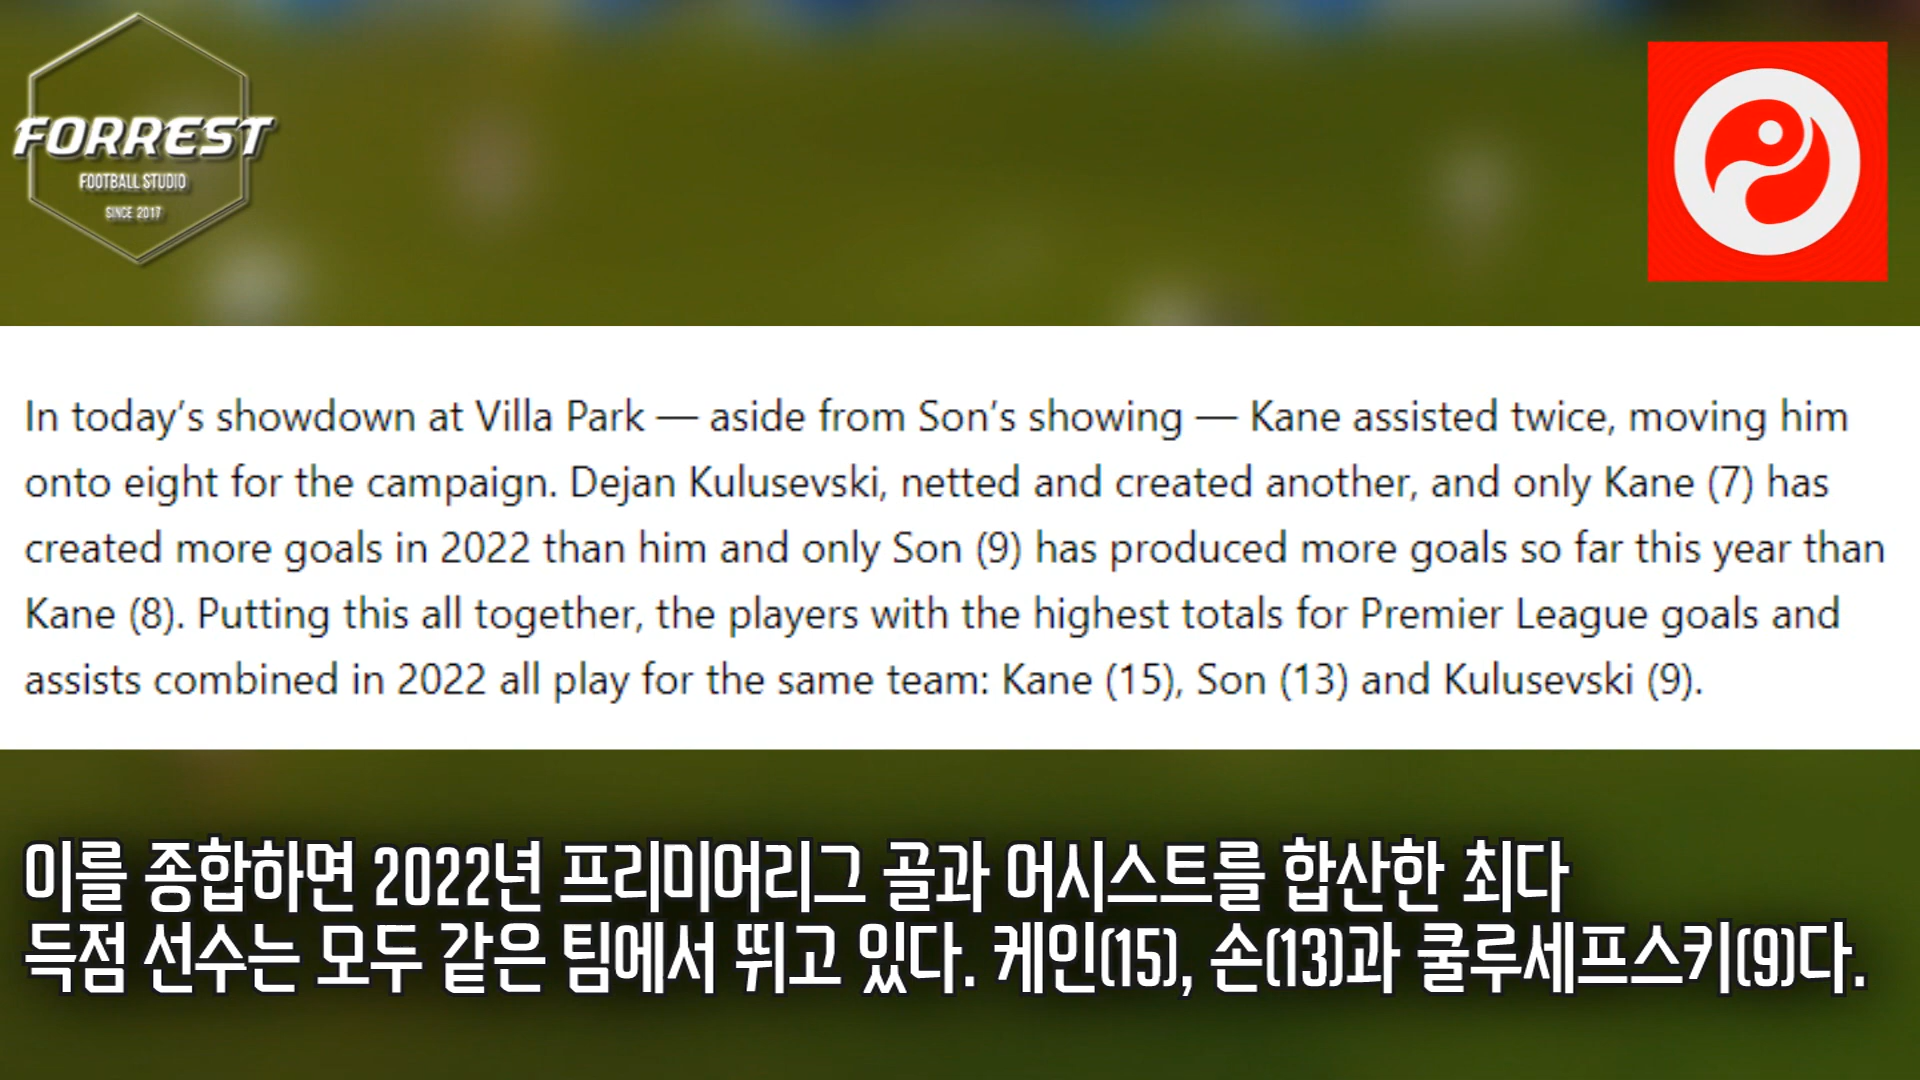 FORREST
FOOTBALL STUDIO
SINCE 2017
In today’s showdown at Villa Park — aside from Son’s showing — Kane assisted twice, moving him
onto eight for the campaign. Dejan Kulusevski, netted and created another, and only Kane (7) has
created more goals in 2022 than him and only Son (9) has produced more goals so far this year than
Kane (8). Putting this all together, the players with the highest totals for Premier League goals and
assists combined in 2022 all play for the same team: Kane (15), Son (13) and Kulusevski (9).
이를 종합하면 2022년 프리미어리그 골과 어시스트를 합산한 최다
득점 선수는 모두 같은 팀에서 뛰고 있다. 케인(15), 손(13)과 쿨루셰프스키(9)다.